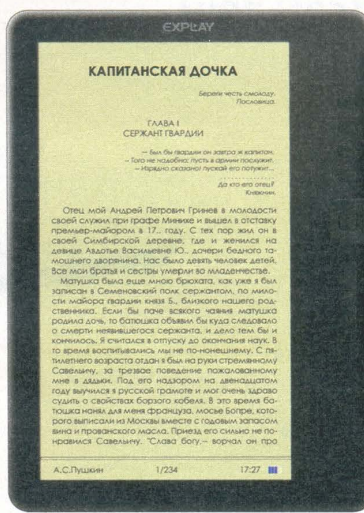 EXPLAY
КАПИТАНСКАЯ ДОЧКА
Береги честь смолоду.
Пословица.
ГЛАВА I
СЕРЖАНТ ГВАРДИИ
— Был бы гвардии он завтра ж капитан.
— Того не надобно; пусть в армии послужит.
— Изрядно сказано! пускай его потужит...
Да кто его отец?
Княжнин.
Отец мой Андрей Петрович Гринев в молодости
своей служил при графе Минихе и вышел в отставку
премьер-майором в 17.. году. С тех пор жил он в
своей Симбирской деревне, где и женился на
девице Авдотье Васильевне Ю., дочери бедного та-
мошнего дворянина. Нас было девять человек детей.
Все мои братья и сестры умерли во младенчестве.
Матушка была еще мною брюхата, как уже я был
записан в Семеновский полк сержантом, по мило-
сти майора гвардии князя Б., близкого нашего род-
ственника. Если бы паче всякого чаяния матушка
родила дочь, то батюшка объявил бы куда следовало
о смерти неявившегося сержанта, и дело тем бы и
кончилось. Я считался в отпуску до окончания наук. В
то время воспитывались мы не по-нонешнему. С пя-
тилетнего возраста отдан я был на руки стремянному
Савельичу, за трезвое поведение пожалованному
мне в дядьки. Под его надзором на двенадцатом
году выучился я русской грамоте и мог очень здраво
судить о свойствах борзого кобеля. В это время ба-
тюшка нанял для меня француза, мосье Бопре, кото-
рого выписали из Москвы вместе с годовым запасом
вина и прованского масла. Приезд его сильно не по-
нравился Савельичу. "Слава богу,– ворчал он про
А.С.Пушкин 1/234 17:27